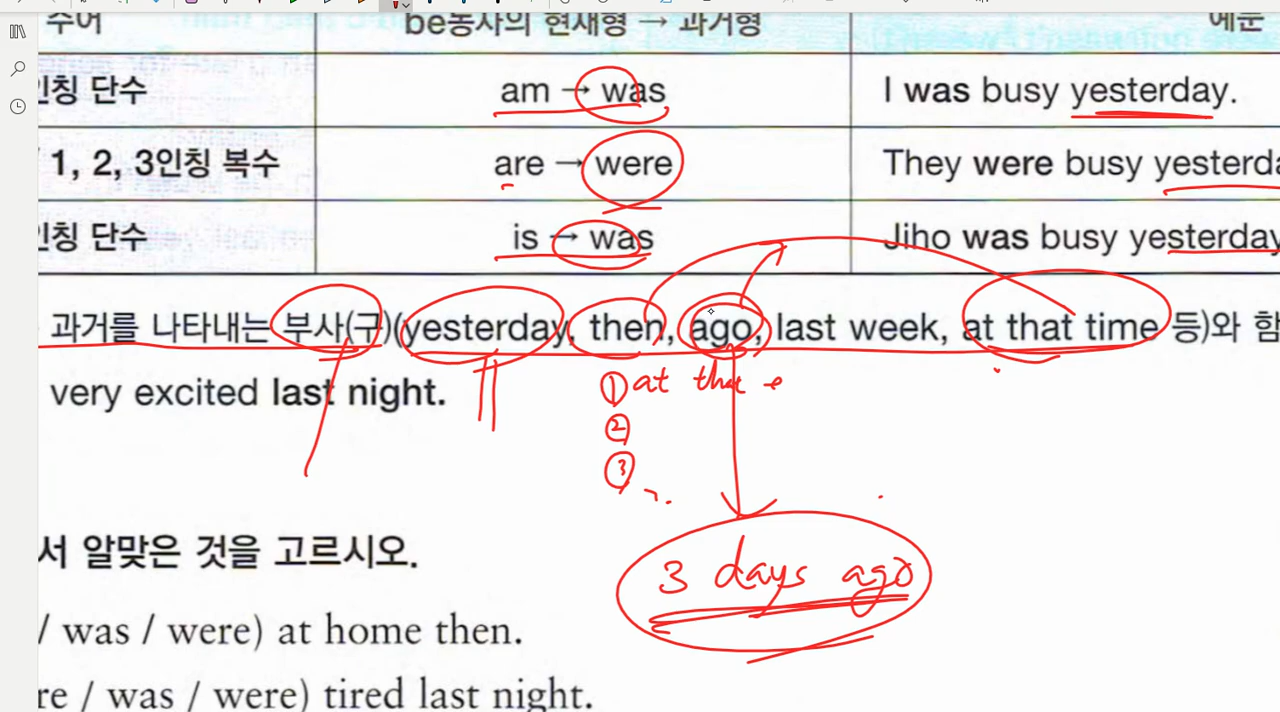 주어 be동사의 현재형 → 과거형 예문
인칭 단수 am → was I was busy yesterday.
1, 2, 3인칭 복수 are → were They were busy yesterda
인칭 단수 is → was Jiho was busy yesterday
과거를 나타내는 부사(구)(yesterday, then, ago, last week, at that time 등)와 함
① at that
very excited last night.
②
③
서 알맞은 것을 고르시오.
3 days ago
/ was / were) at home then.
re / was / were) tired last night.